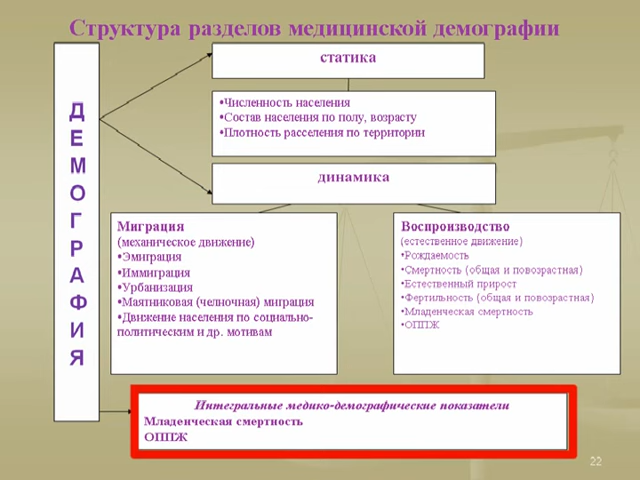 Структура разделов медицинской демографии
ДЕМОГРАФИЯ
статика
•Численность населения
•Состав населения по полу, возрасту
•Плотность расселения по территории
динамика
Миграция
(механическое движение)
•Эмиграция
•Иммиграция
•Урбанизация
•Маятниковая (челночная) миграция
•Движение населения по социально-
политическим и др. мотивам
Воспроизводство
(естественное движение)
•Рождаемость
•Смертность (общая и повозрастная)
•Естественный прирост
•Фертильность (общая и повозрастная)
•Младенческая смертность
•ОППЖ
Интегральные медико-демографические показатели
Младенческая смертность
ОППЖ
22